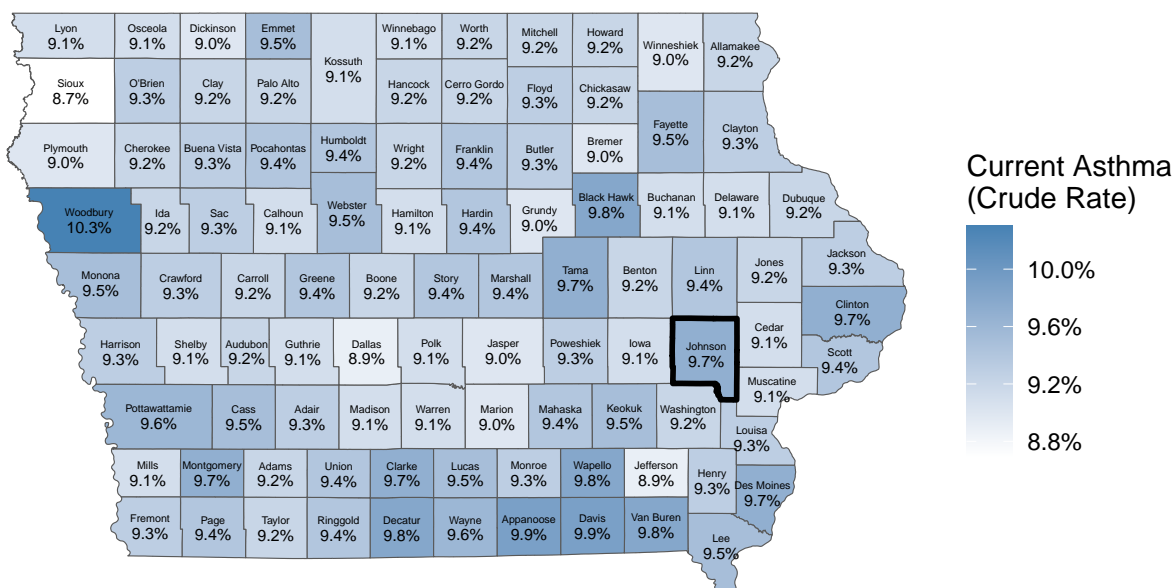 Lyon
9.1%
Osceola
9.1%
Dickinson
9.0%
Emmet
9.5%
Kossuth
9.1%
Winnebago
9.1%
Worth
9.2%
Mitchell
9.2%
Howard
9.2%
Winneshiek
9.0%
Allamakee
9.2%
Sioux
8.7%
O'Brien
9.3%
Clay
9.2%
Palo Alto
9.2%
Hancock
9.2%
Cerro Gordo
9.2%
Floyd
9.3%
Chickasaw
9.2%
Fayette
9.5%
Clayton
9.3%
Plymouth
9.0%
Cherokee
9.2%
Buena Vista
9.3%
Pocahontas
9.4%
Humboldt
9.4%
Wright
9.2%
Franklin
9.4%
Butler
9.3%
Bremer
9.0%
Woodbury
10.3%
Ida
9.2%
Sac
9.3%
Calhoun
9.1%
Webster
9.5%
Hamilton
9.1%
Hardin
9.4%
Grundy
9.0%
Black Hawk
9.8%
Buchanan
9.1%
Delaware
9.1%
Dubuque
9.2%
Monona
9.5%
Crawford
9.3%
Carroll
9.2%
Greene
9.4%
Boone
9.2%
Story
9.4%
Marshall
9.4%
Tama
9.7%
Benton
9.2%
Linn
9.4%
Jones
9.2%
Jackson
9.3%
Clinton
9.7%
Harrison
9.3%
Shelby
9.1%
Audubon
9.2%
Guthrie
9.1%
Dallas
8.9%
Polk
9.1%
Jasper
9.0%
Poweshiek
9.3%
Iowa
9.1%
Johnson
9.7%
Cedar
9.1%
Scott
9.4%
Muscatine
9.1%
Pottawattamie
9.6%
Cass
9.5%
Adair
9.3%
Madison
9.1%
Warren
9.1%
Marion
9.0%
Mahaska
9.4%
Keokuk
9.5%
Washington
9.2%
Louisa
9.3%
Mills
9.1%
Montgomery
9.7%
Adams
9.2%
Union
9.4%
Clarke
9.7%
Lucas
9.5%
Monroe
9.3%
Wapello
9.8%
Jefferson
8.9%
Henry
9.3%
Des Moines
9.7%
Fremont
9.3%
Page
9.4%
Taylor
9.2%
Ringgold
9.4%
Decatur
9.8%
Wayne
9.6%
Appanoose
9.9%
Davis
9.9%
Van Buren
9.8%
Lee
9.5%
Current Asthma
(Crude Rate)
10.0%
9.6%
9.2%
8.8%